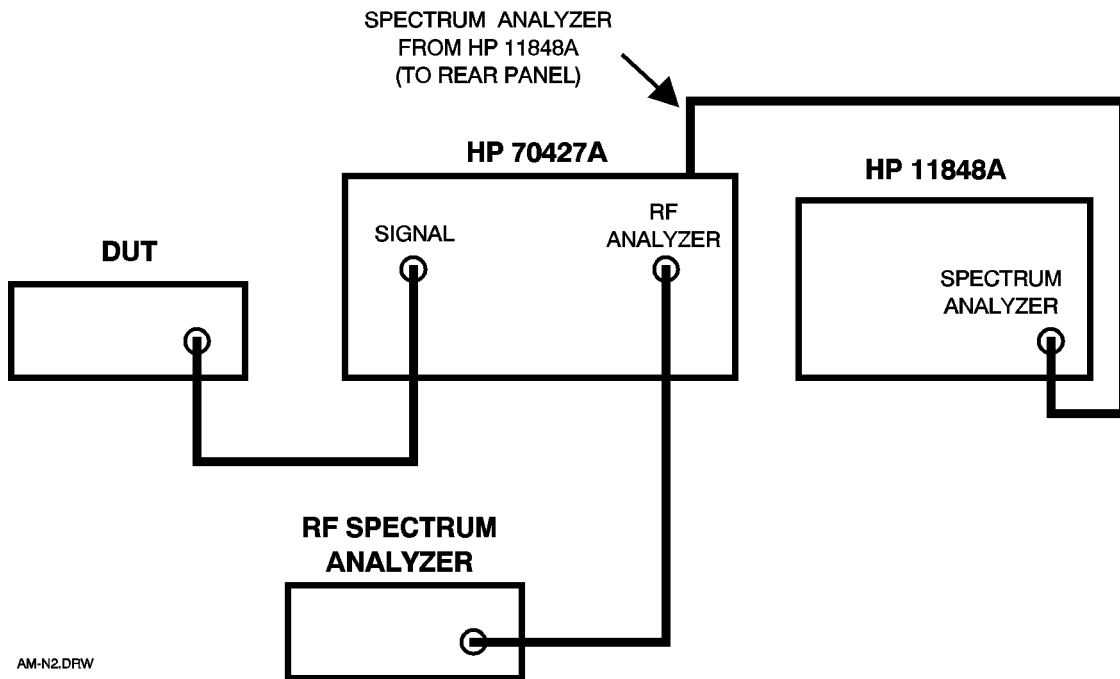 SPECTRUM ANALYZER
FROM HP 11848A
(TO REAR PANEL)
HP 70427A
HP 11848A
SIGNAL
RF
ANALYZER
DUT
SPECTRUM
ANALYZER
RF SPECTRUM
ANALYZER
AM-N2.DRW